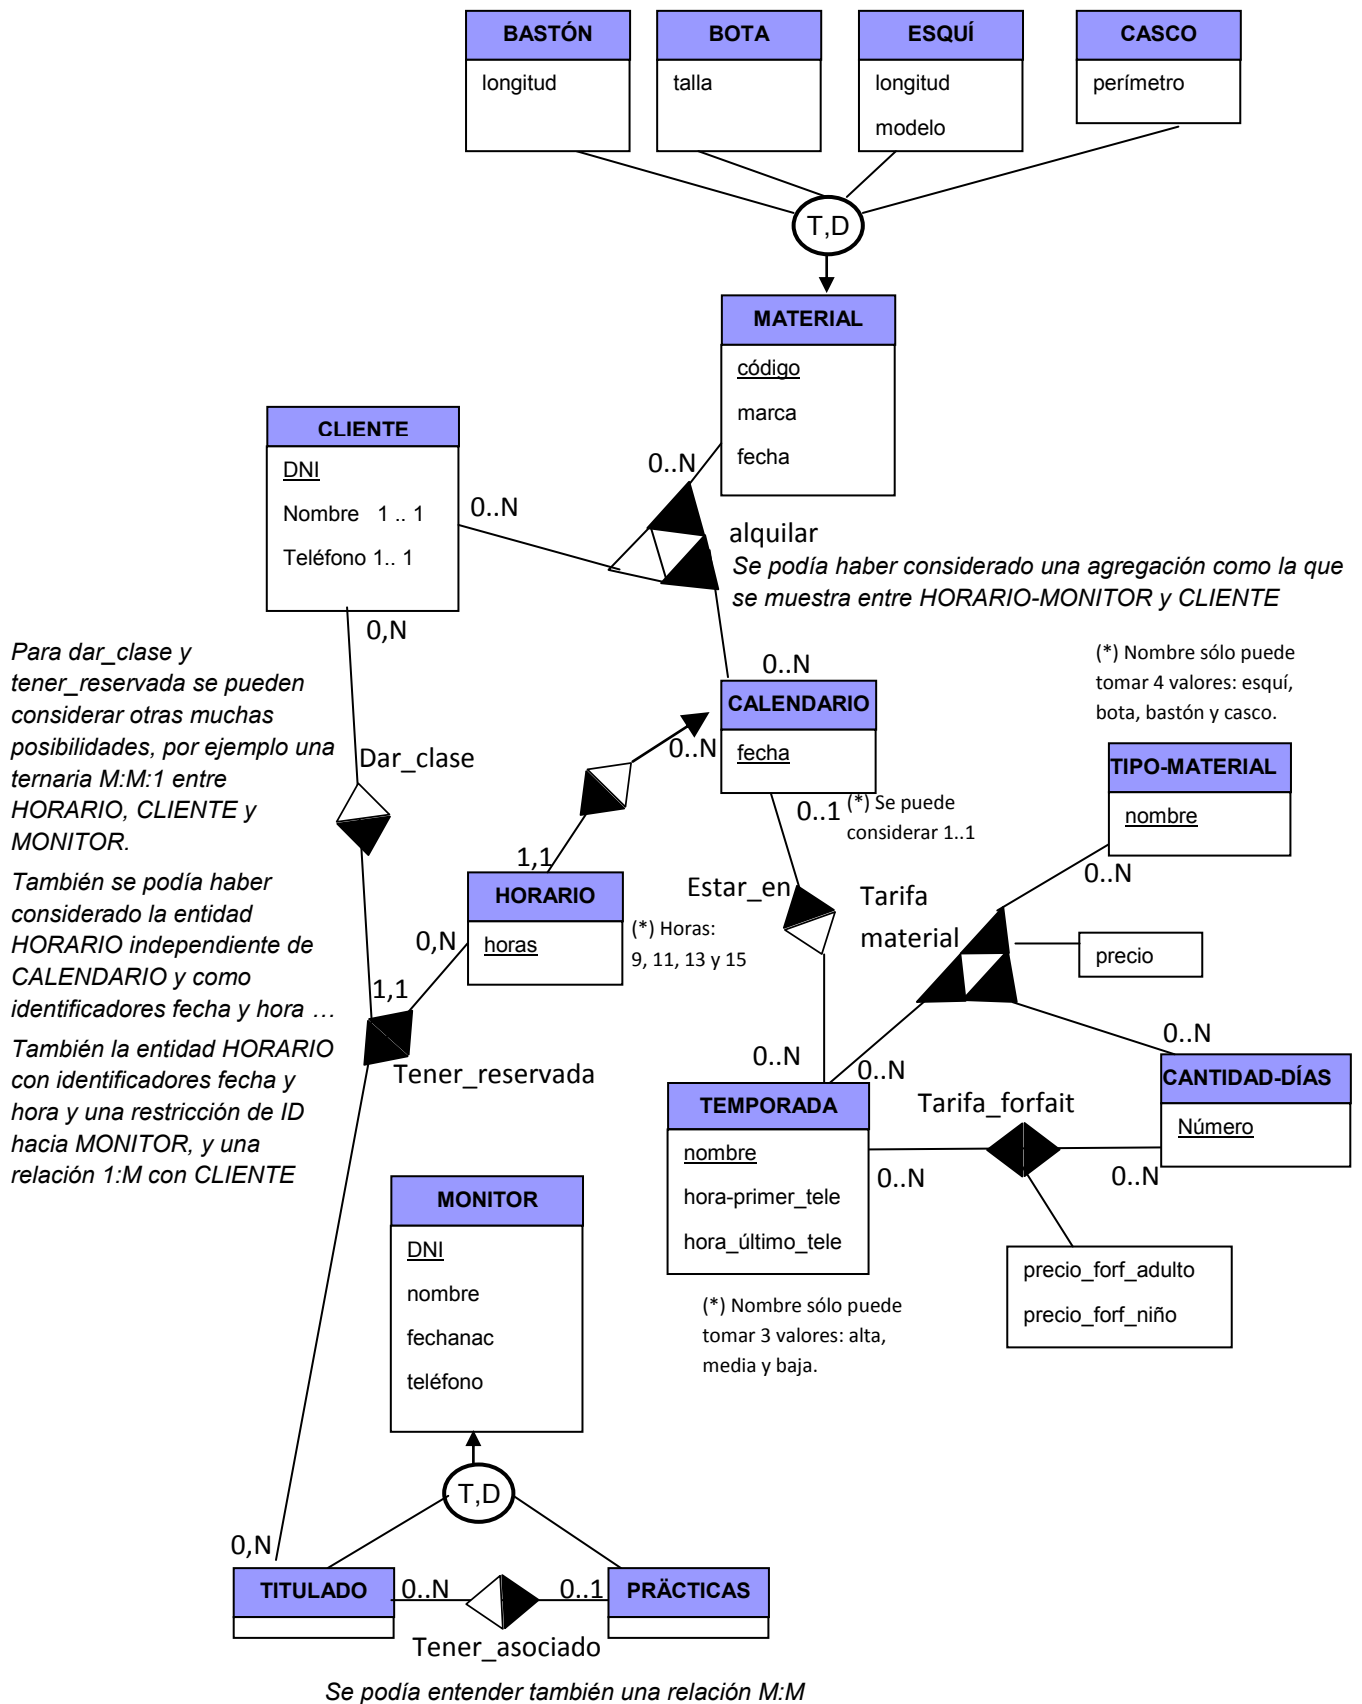 BASTÓN
longitud
BOTA
talla
ESQUÍ
longitud
modelo
CASCO
perímetro
T,D
MATERIAL
código
marca
fecha
CLIENTE
DNI
Nombre 1 .. 1
Teléfono 1.. 1
0..N
0..N
alquilar
Se podía haber considerado una agregación como la que
se muestra entre HORARIO-MONITOR y CLIENTE
0,N
Para dar_clase y
tener_reservada se pueden
considerar otras muchas
posibilidades, por ejemplo una
ternaria M:M:1 entre
HORARIO, CLIENTE y
MONITOR.
También se podía haber
considerado la entidad
HORARIO independiente de
CALENDARIO y como
identificadores fecha y hora …
También la entidad HORARIO
con identificadores fecha y
hora y una restricción de ID
hacia MONITOR, y una
relación 1:M con CLIENTE
0..N
CALENDARIO
fecha
0..N
0..1
(*) Se puede
considerar 1..1
(*) Nombre sólo puede
tomar 4 valores: esquí,
bota, bastón y casco.
TIPO-MATERIAL
nombre
0..N
Dar_clase
1,1
HORARIO
horas
(*) Horas:
9, 11, 13 y 15
0,N
1,1
Tener_reservada
Estar_en
Tarifa
material
precio
0..N
0..N
0..N
TEMPORADA
nombre
hora-primer_tele
hora_último_tele
(*) Nombre sólo puede
tomar 3 valores: alta,
media y baja.
Tarifa_forfait
0..N
0..N
CANTIDAD-DÍAS
Número
precio_forf_adulto
precio_forf_niño
MONITOR
DNI
nombre
fechanac
teléfono
T,D
0,N
TITULADO
0..N
0..1
PRÄCTICAS
Tener_asociado
Se podía entender también una relación M:M